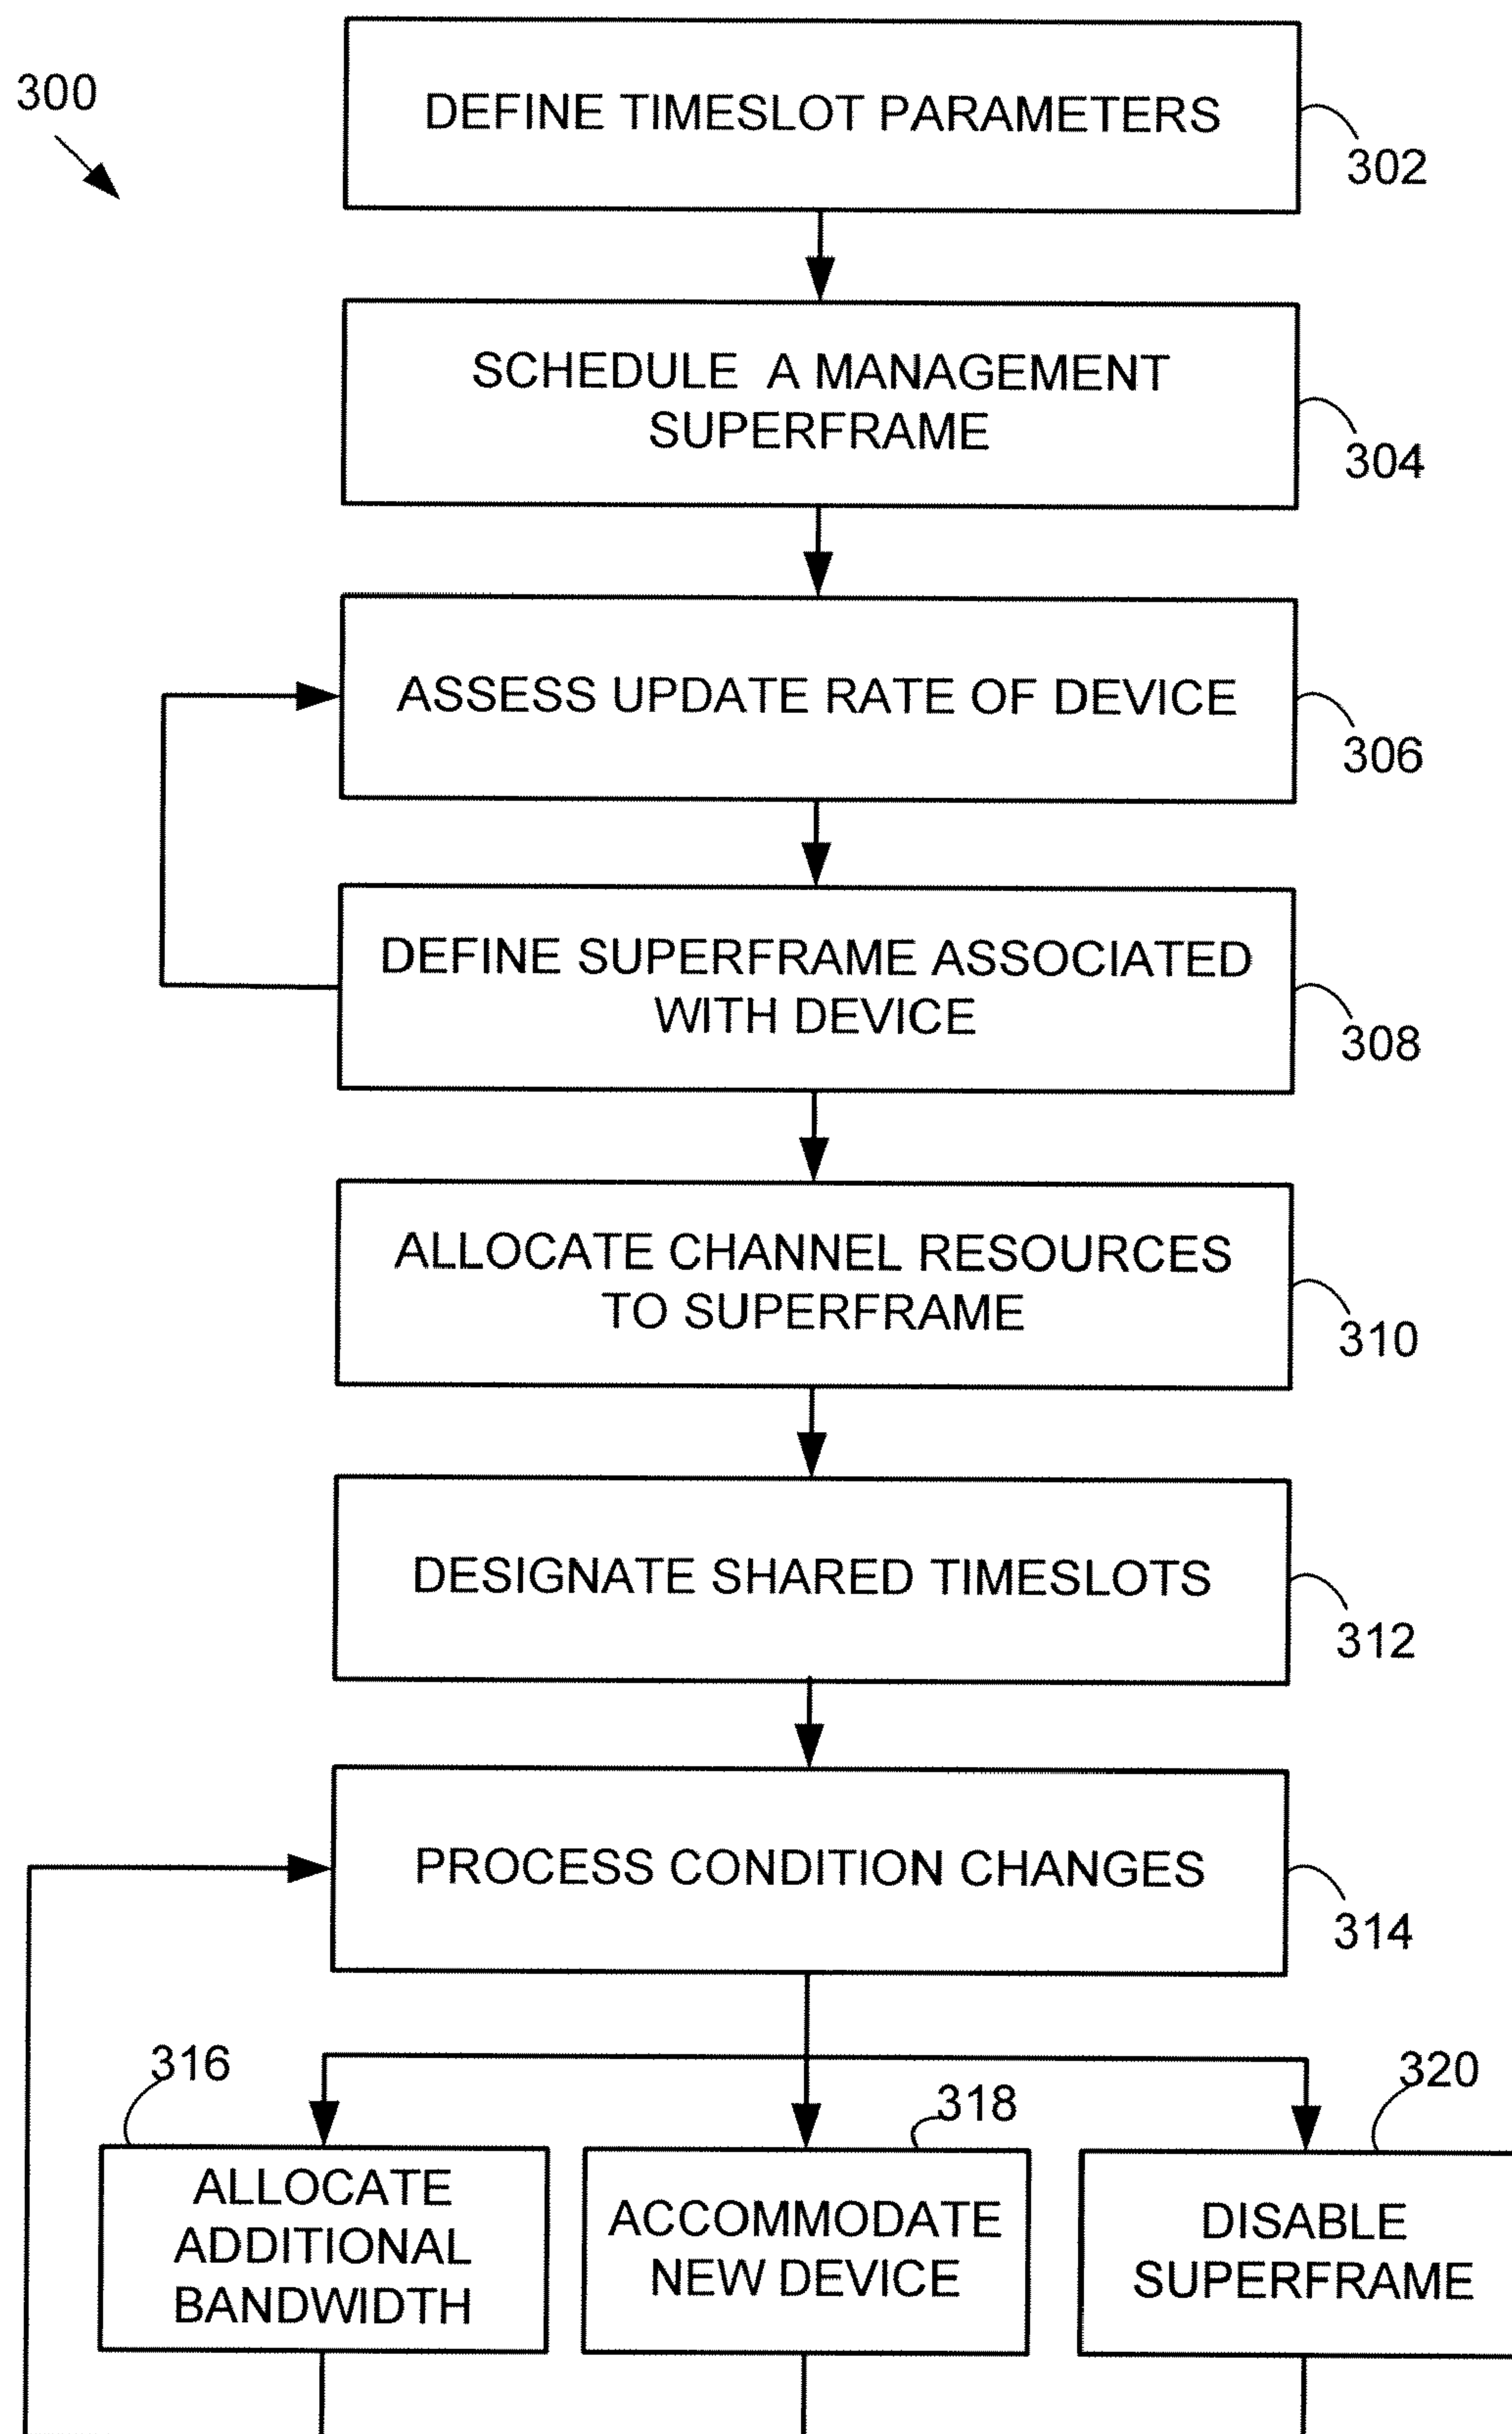 300
DEFINE TIMESLOT PARAMETERS
302
SCHEDULE A MANAGEMENT
SUPERFRAME
304
ASSESS UPDATE RATE OF DEVICE
306
DEFINE SUPERFRAME ASSOCIATED
WITH DEVICE
308
ALLOCATE CHANNEL RESOURCES
TO SUPERFRAME
310
DESIGNATE SHARED TIMESLOTS
312
PROCESS CONDITION CHANGES
314
316
ALLOCATE
ADDITIONAL
BANDWIDTH
318
ACCOMMODATE
NEW DEVICE
320
DISABLE
SUPERFRAME